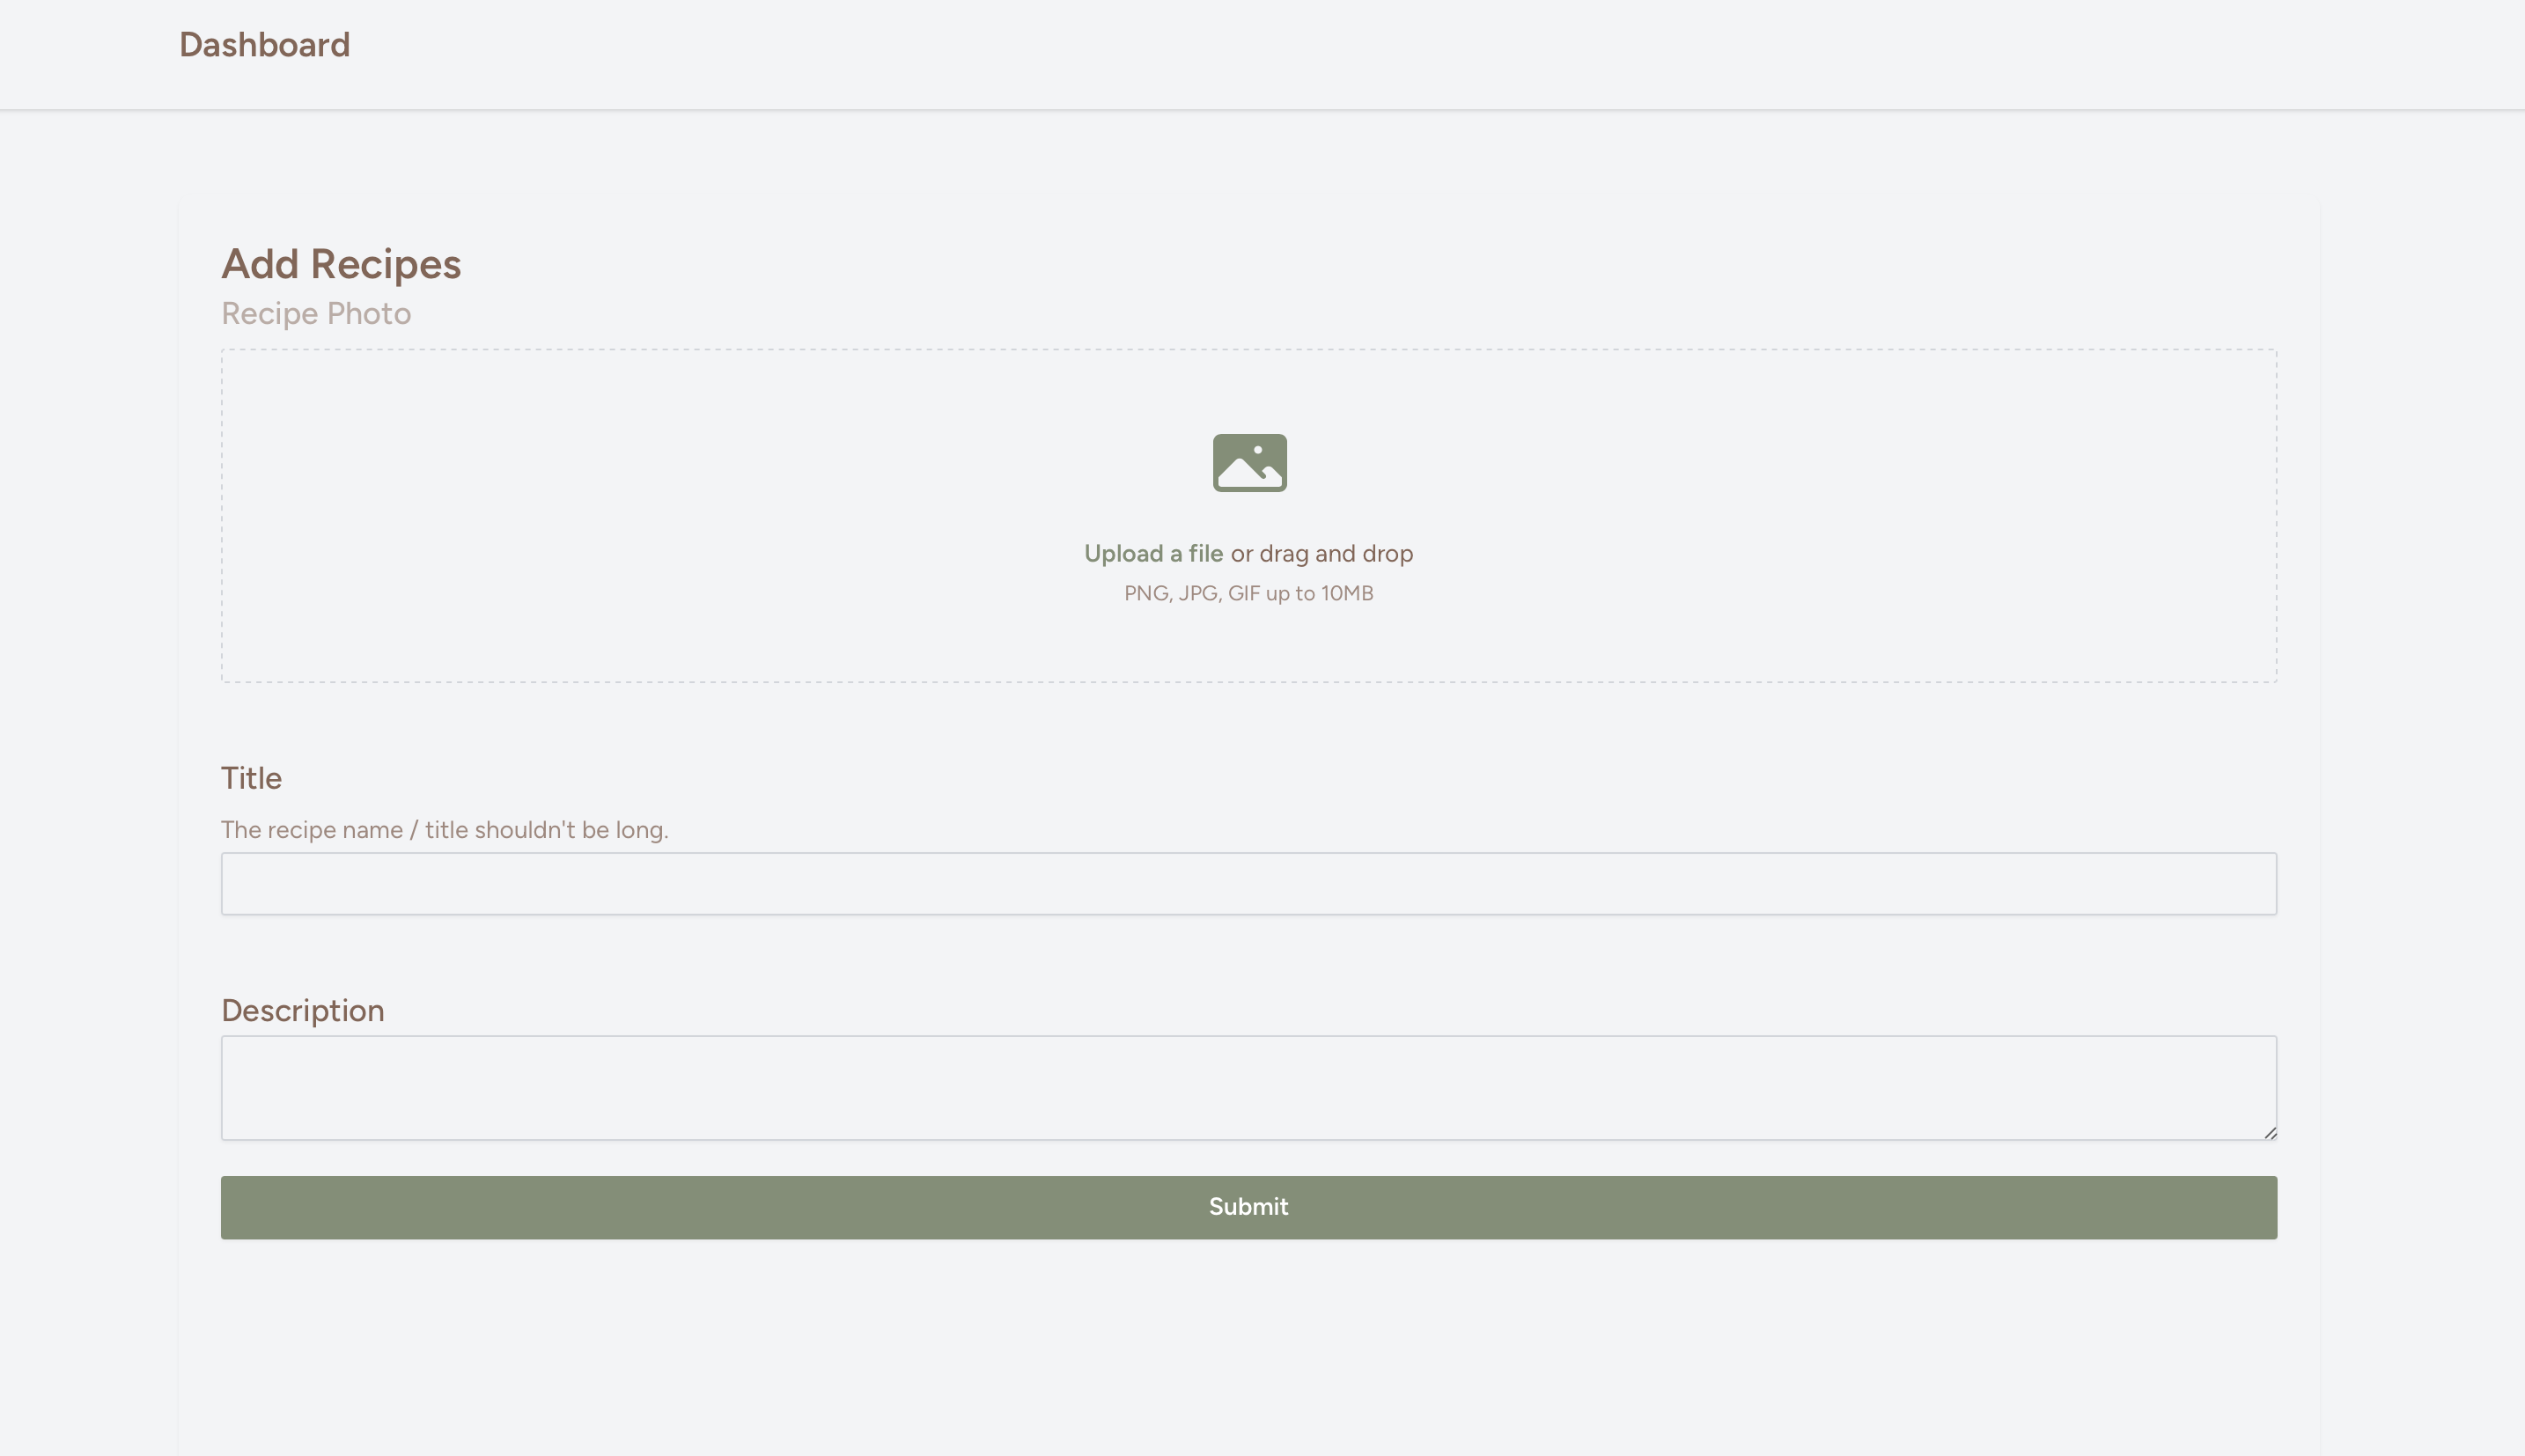 Dashboard
Add Recipes
Recipe Photo
Upload a file or drag and drop
PNG, JPG, GIF up to 10MB
Title
The recipe name / title shouldn't be long.
Description
Submit